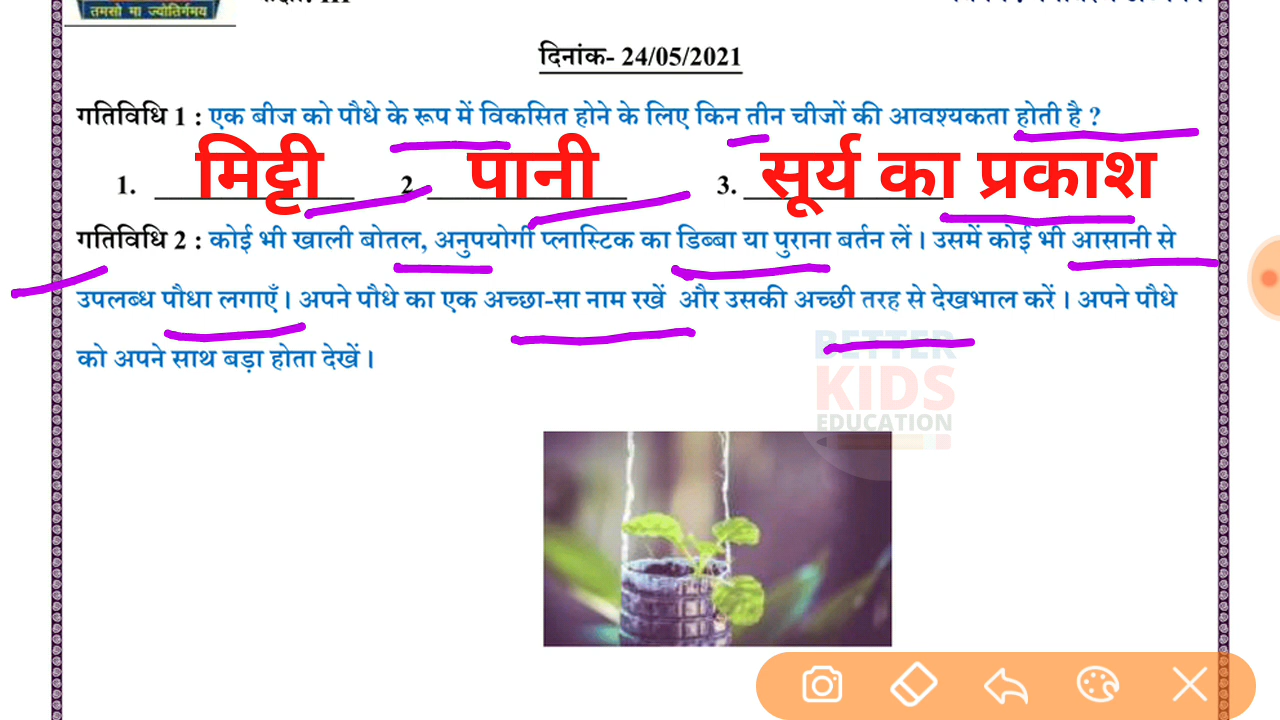 तमसो मा ज्योतिर्गमय
दिनांक- 24/05/2021
गतिविधि 1 : एक बीज को पौधे के रूप में विकसित होने के लिए किन तीन चीजों की आवश्यकता होती है ?
1. मिट्टी 2. पानी 3. सूर्य का प्रकाश
गतिविधि 2 : कोई भी खाली बोतल, अनुपयोगी प्लास्टिक का डिब्बा या पुराना बर्तन लें। उसमें कोई भी आसानी से
उपलब्ध पौधा लगाएँ। अपने पौधे का एक अच्छा-सा नाम रखें और उसकी अच्छी तरह से देखभाल करें। अपने पौधे
को अपने साथ बड़ा होता देखें।
BETTER
KIDS
EDUCATION